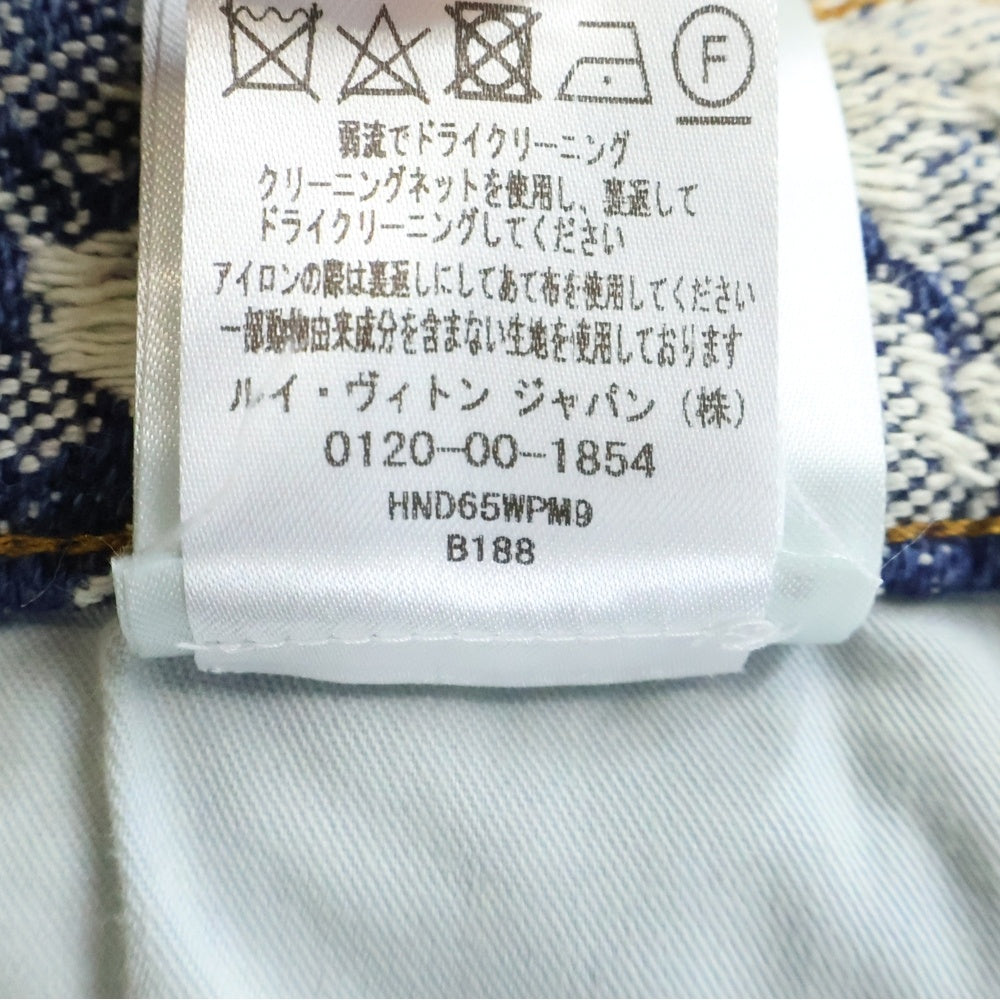 F
弱流でドライクリーニング
クリーニングネットを使用し、裏返して
ドライクリーニングしてください
アイロンの際は裏返しにしてあて布を使用してください
一部動物由来成分を含まない生地を使用しております
ルイ・ヴィトン ジャパン（株）
0120-00-1854
HND65WPM9
B188